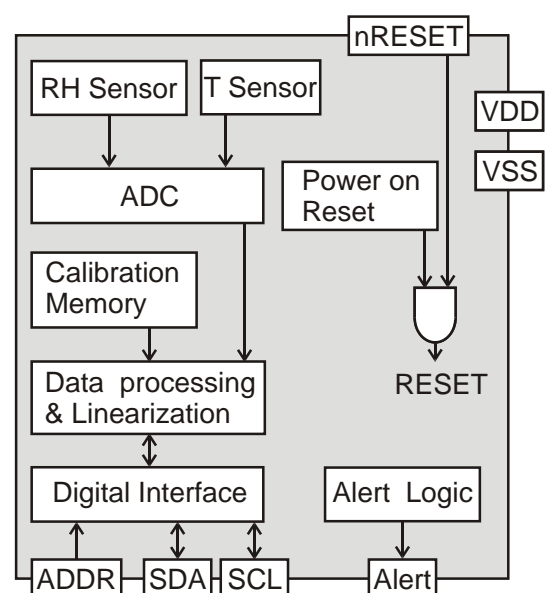 nRESET
RH Sensor
T Sensor
VDD
ADC
Power on
Reset
VSS
Calibration
Memory
Data processing
& Linearization
RESET
Digital Interface
Alert Logic
ADDR
SDA
SCL
Alert